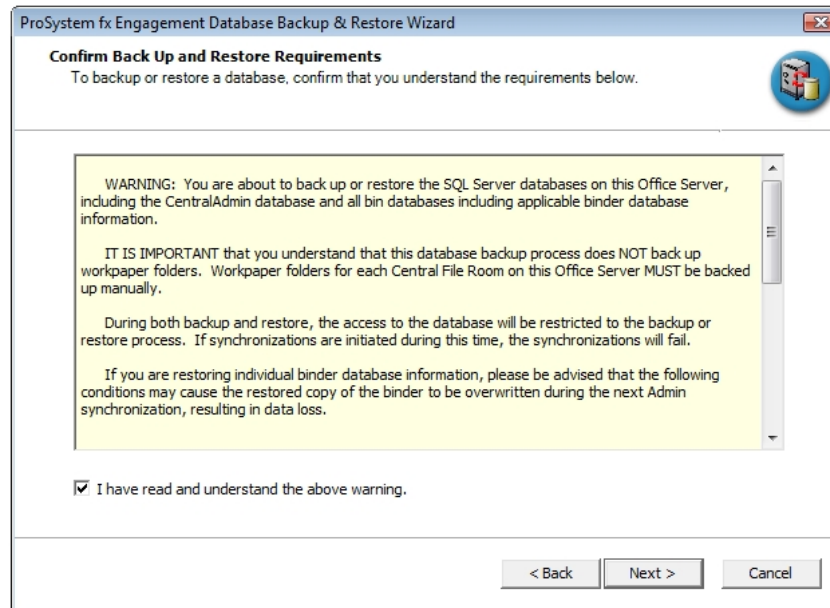 ProSystem fx Engagement Database Backup & Restore Wizard
Confirm Back Up and Restore Requirements
To backup or restore a database, confirm that you understand the requirements below.
WARNING: You are about to back up or restore the SQL Server databases on this Office Server,
including the CentralAdmin database and all bin databases including applicable binder database
information.
IT IS IMPORTANT that you understand that this database backup process does NOT back up
workpaper folders. Workpaper folders for each Central File Room on this Office Server MUST be backed
up manually.
During both backup and restore, the access to the database will be restricted to the backup or
restore process. If synchronizations are initiated during this time, the synchronizations will fail.
If you are restoring individual binder database information, please be advised that the following
conditions may cause the restored copy of the binder to be overwritten during the next Admin
synchronization, resulting in data loss.
I have read and understand the above warning.
< Back Next > Cancel